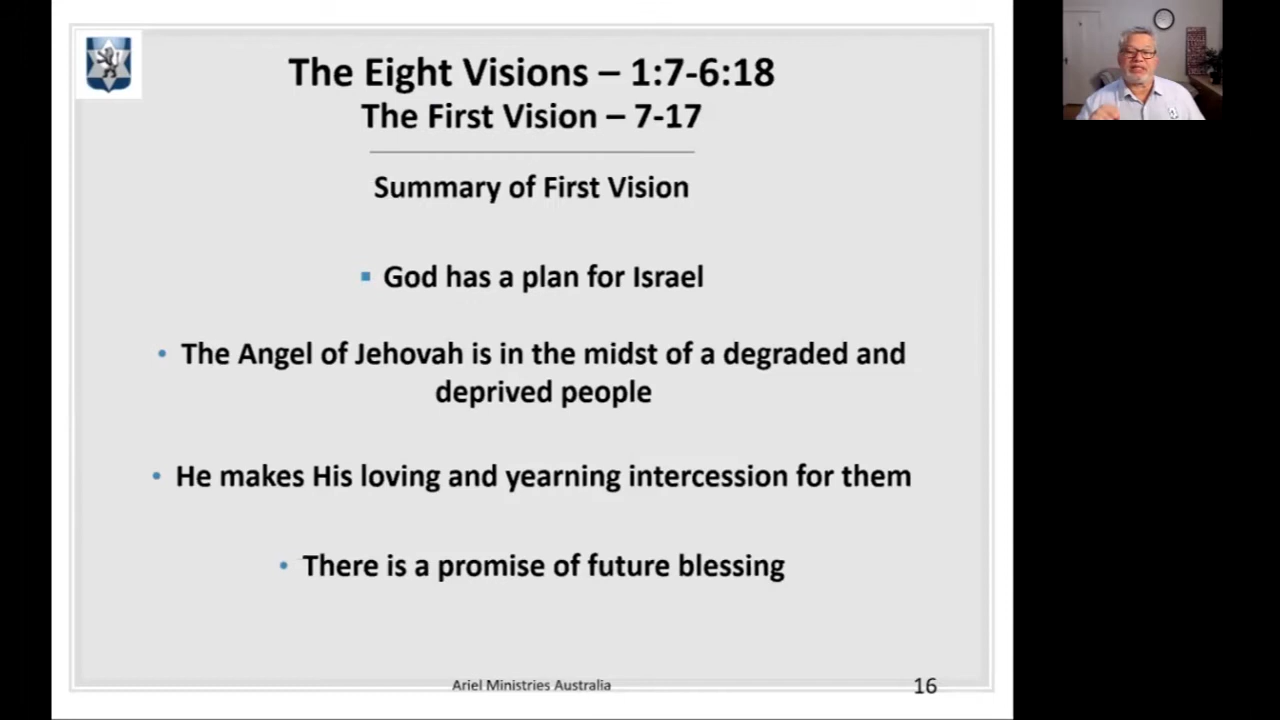 The Eight Visions – 1:7-6:18
The First Vision – 7-17
Summary of First Vision
▪ God has a plan for Israel
• The Angel of Jehovah is in the midst of a degraded and
deprived people
• He makes His loving and yearning intercession for them
• There is a promise of future blessing
Ariel Ministries Australia
16